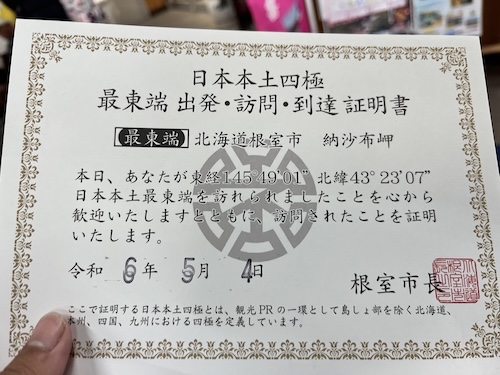 日本本土四極
最東端 出発・訪問・到達 証明書
【最東端】北海道根室市　納沙布岬
本日、あなたが東経145°49'01"北緯43°23'07"
日本本土最東端を訪れられましたことを心から
歓迎いたしますとともに、訪問されたことを証明
いたします。
令和 6年 5月 4日
根室市長
ここで証明する日本本土四極とは、観光PRの一環として島しょ部を除く北海道、
本州、四国、九州における四極を定義しています。